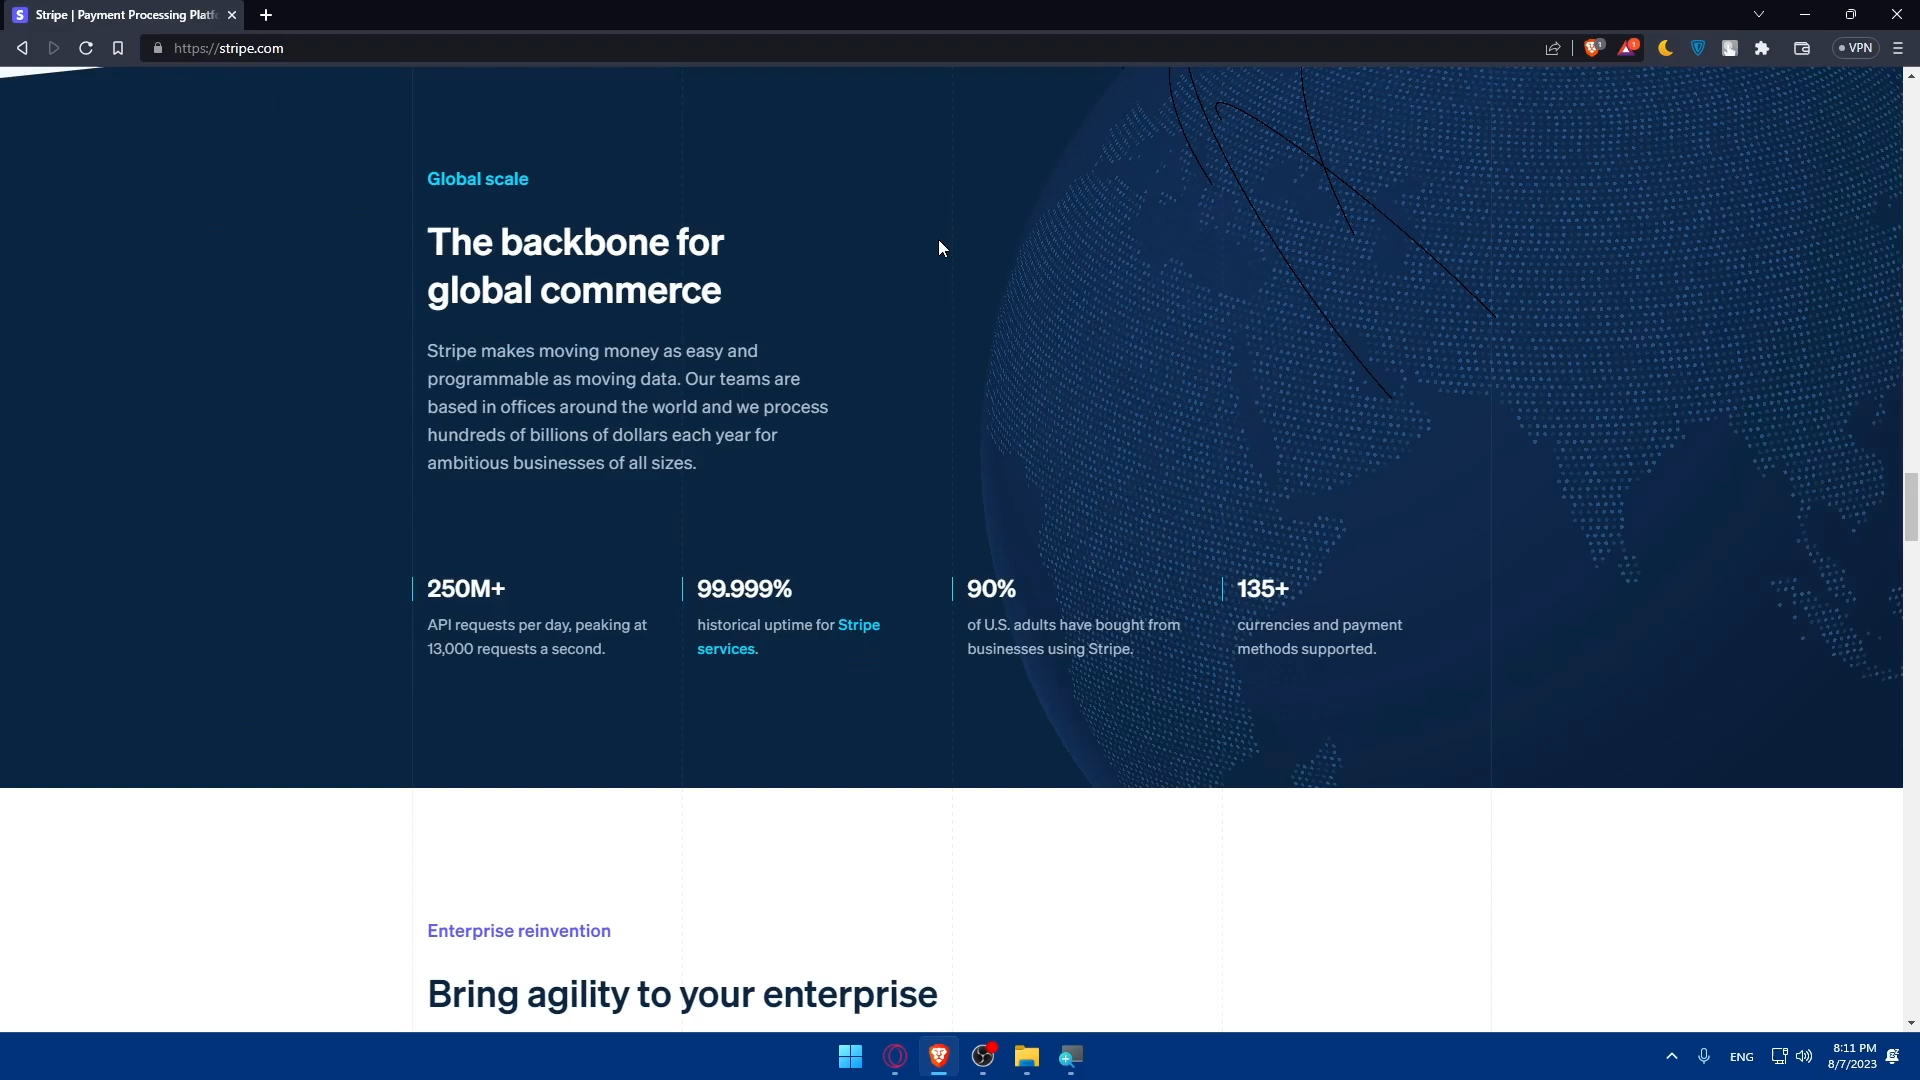 Stripe | Payment Processing Platf
https://stripe.com
VPN
Global scale
The backbone for
global commerce
Stripe makes moving money as easy and
programmable as moving data. Our teams are
based in offices around the world and we process
hundreds of billions of dollars each year for
ambitious businesses of all sizes.
250M+
API requests per day, peaking at
13,000 requests a second.
99.999%
historical uptime for Stripe
services.
90%
of U.S. adults have bought from
businesses using Stripe.
135+
currencies and payment
methods supported.
Enterprise reinvention
Bring agility to your enterprise
ENG
8:11 PM
8/7/2023